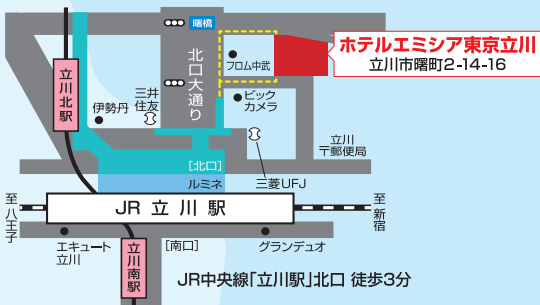 曙橋
ホテルエミシア東京立川
立川市曙町2-14-16
フロム中武
北口大通り
立川北駅
三井
住友
伊勢丹
ビック
カメラ
立川
〒郵便局
[北口]
ルミネ
三菱UFJ
至八王子
JR 立川駅
至新宿
エキュート
立川
立川南駅
[南口]
グランデュオ
JR中央線「立川駅」北口 徒歩3分